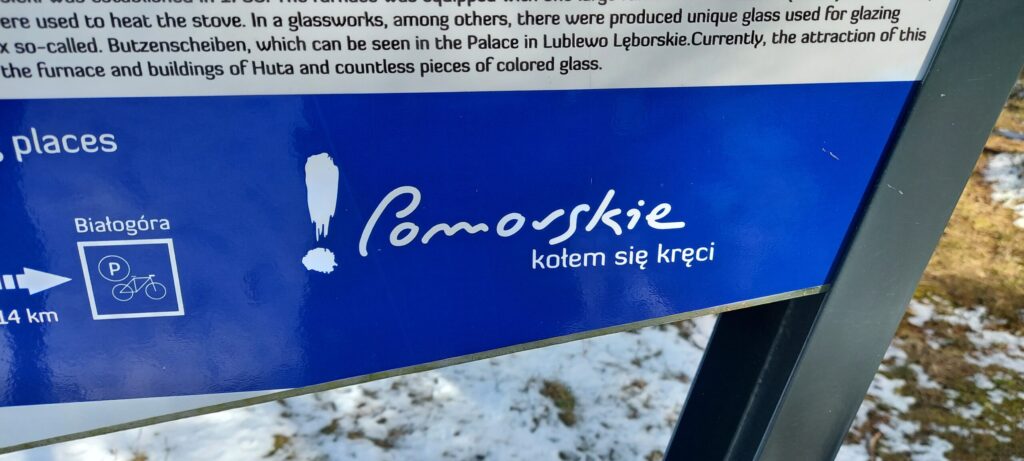 ere used to heat the stove. In a glassworks, among others, there were produced unique glass used for glazing
x so-called. Butzenscheiben, which can be seen in the Palace in Lublewo Lęborskie.Currently, the attraction of this
the furnace and buildings of Huta and countless pieces of colored glass.
places
Białogóra
P
14 km
! Pomorskie
kołem się kręci